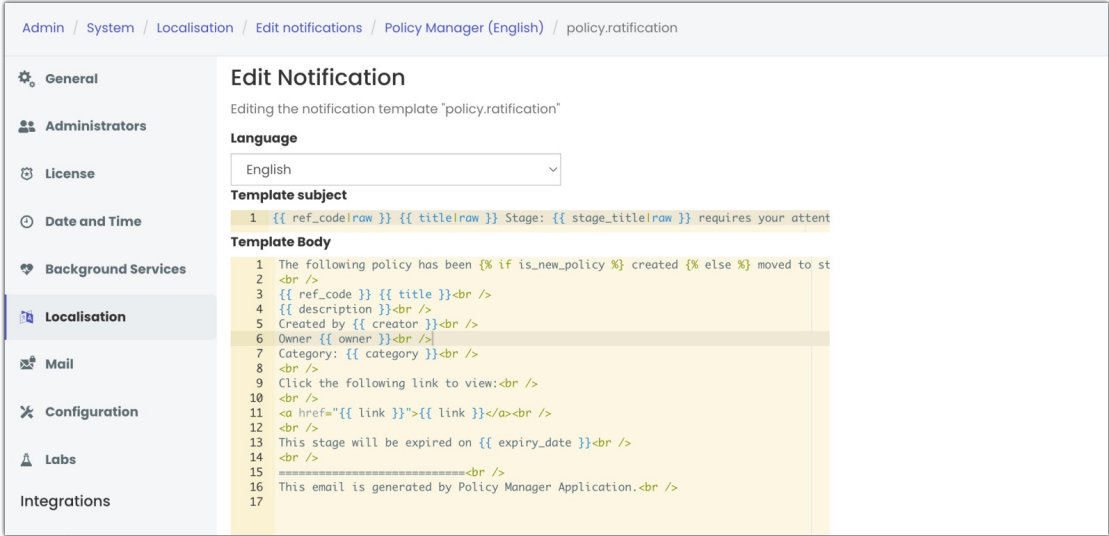 Admin / System / Localisation / Edit notifications / Policy Manager (English) / policy.ratification
General
Administrators
License
Date and Time
Background Services
Localisation
Mail
Configuration
Labs
Integrations
Edit Notification
Editing the notification template "policy.ratification"
Language
English
Template subject
1 {{ ref_code|raw }} {{ title|raw }} Stage: {{ stage_title|raw }} requires your attent
Template Body
1 The following policy has been {% if is_new_policy %} created {% else %} moved to st
2 <br />
3 {{ ref_code }} {{ title }}<br />
4 {{ description }}<br />
5 Created by {{ creator }}<br />
6 Owner {{ owner }}<br />
7 Category: {{ category }}<br />
8 <br />
9 Click the following link to view:<br />
10 <br />
11 <a href="{{ link }}">{{ link }}</a><br />
12 <br />
13 This stage will be expired on {{ expiry_date }}<br />
14 <br />
15 ============================<br />
16 This email is generated by Policy Manager Application.<br />
17